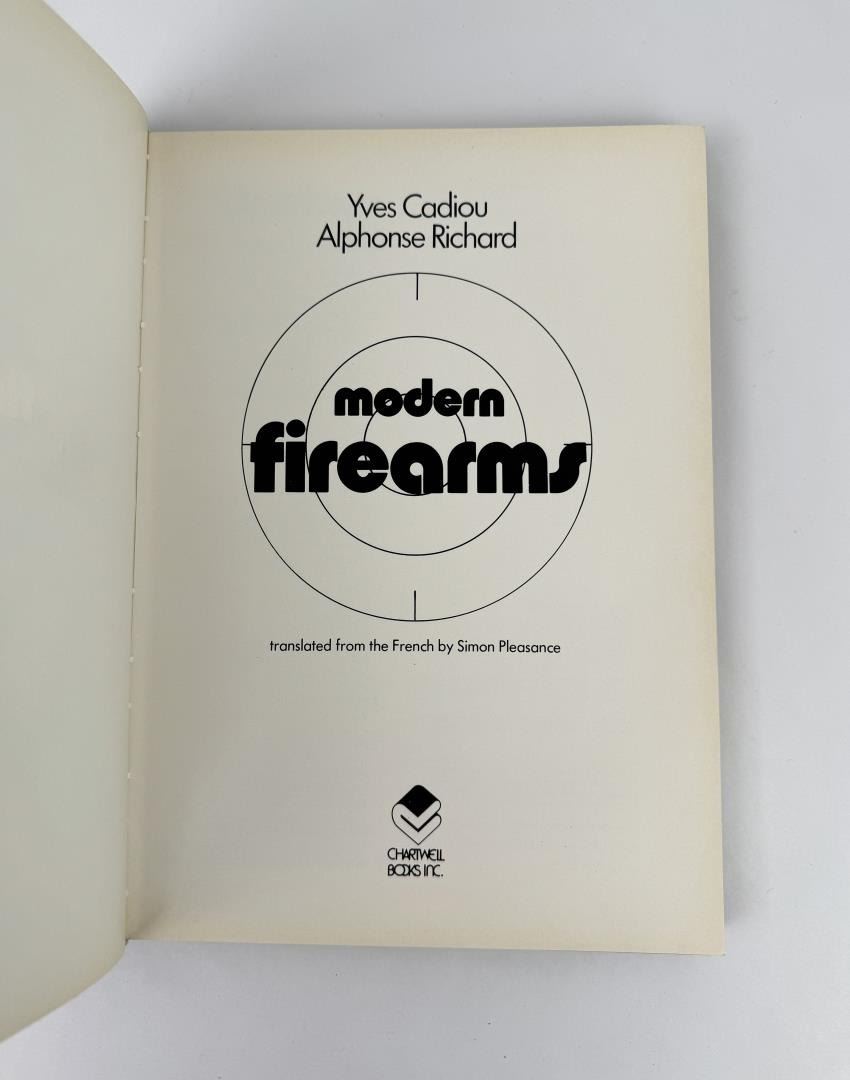 Yves Cadiou
Alphonse Richard
modern
firearms
translated from the French by Simon Pleasance
CHARTWELL
BOOKS INC.